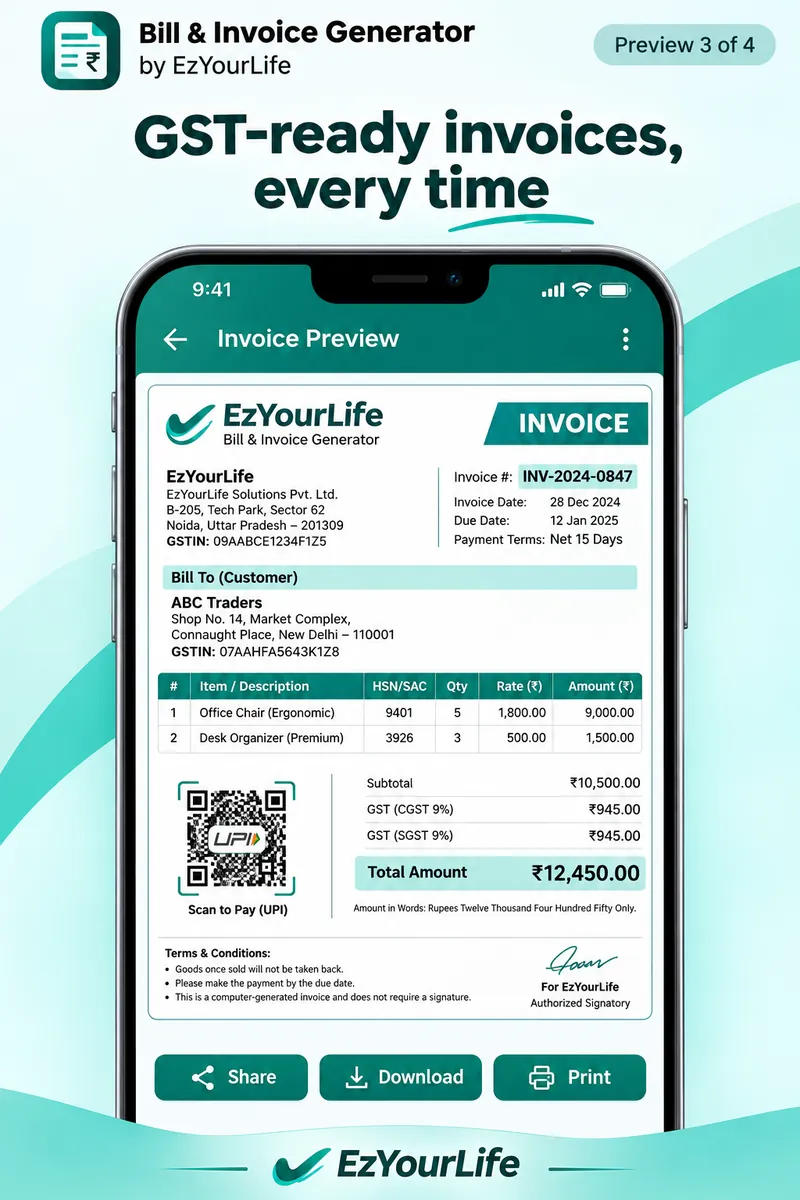 Bill & Invoice Generator
by EzYourLife
Preview 3 of 4
GST-ready invoices,
every time
9:41
Invoice Preview
EzYourLife
Bill & Invoice Generator
INVOICE
EzYourLife
EzYourLife Solutions Pvt. Ltd.
B-205, Tech Park, Sector 62
Noida, Uttar Pradesh – 201309
GSTIN: 09AABCE1234F1Z5
Invoice #: INV-2024-0847
Invoice Date: 28 Dec 2024
Due Date: 12 Jan 2025
Payment Terms: Net 15 Days
Bill To (Customer)
ABC Traders
Shop No. 14, Market Complex,
Connaught Place, New Delhi – 110001
GSTIN: 07AAHFA5643K1Z8
# Item / Description HSN/SAC Qty Rate (₹) Amount (₹)
1 Office Chair (Ergonomic) 9401 5 1,800.00 9,000.00
2 Desk Organizer (Premium) 3926 3 500.00 1,500.00
UPI
Scan to Pay (UPI)
Subtotal ₹10,500.00
GST (CGST 9%) ₹945.00
GST (SGST 9%) ₹945.00
Total Amount ₹12,450.00
Amount in Words: Rupees Twelve Thousand Four Hundred Fifty Only.
Terms & Conditions:
• Goods once sold will not be taken back.
• Please make the payment by the due date.
• This is a computer-generated invoice and does not require a signature.
For EzYourLife
Authorized Signatory
Share
Download
Print
EzYourLife